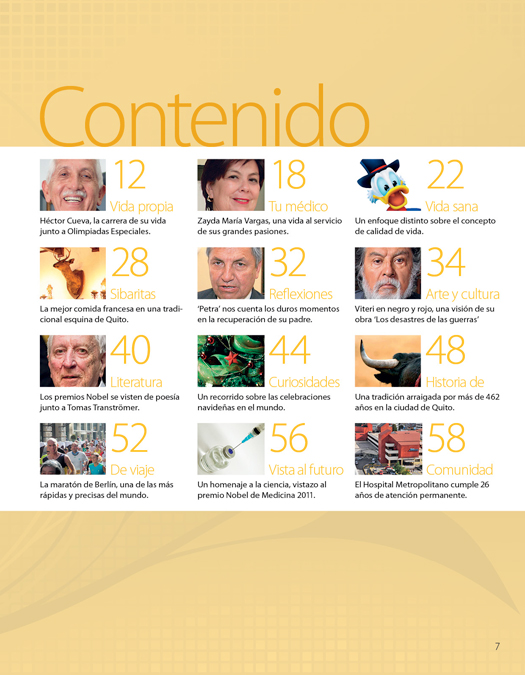 Contenido
12
Vida propia
Héctor Cueva, la carrera de su vida
junto a Olimpiadas Especiales.
18
Tu médico
Zayda María Vargas, una vida al servicio
de sus grandes pasiones.
22
Vida sana
Un enfoque distinto sobre el concepto
de calidad de vida.
28
Sibaritas
La mejor comida francesa en una tradi-
cional esquina de Quito.
32
Reflexiones
‘Petra’ nos cuenta los duros momentos
en la recuperación de su padre.
34
Arte y cultura
Viteri en negro y rojo, una visión de su
obra ‘Los desastres de las guerras’
40
Literatura
Los premios Nobel se visten de poesía
junto a Tomas Tranströmer.
44
Curiosidades
Un recorrido sobre las celebraciones
navideñas en el mundo.
48
Historia de
Una tradición arraigada por más de 462
años en la ciudad de Quito.
52
De viaje
La maratón de Berlín, una de las más
rápidas y precisas del mundo.
56
Vista al futuro
Un homenaje a la ciencia, vistazo al
premio Nobel de Medicina 2011.
58
Comunidad
El Hospital Metropolitano cumple 26
años de atención permanente.
7